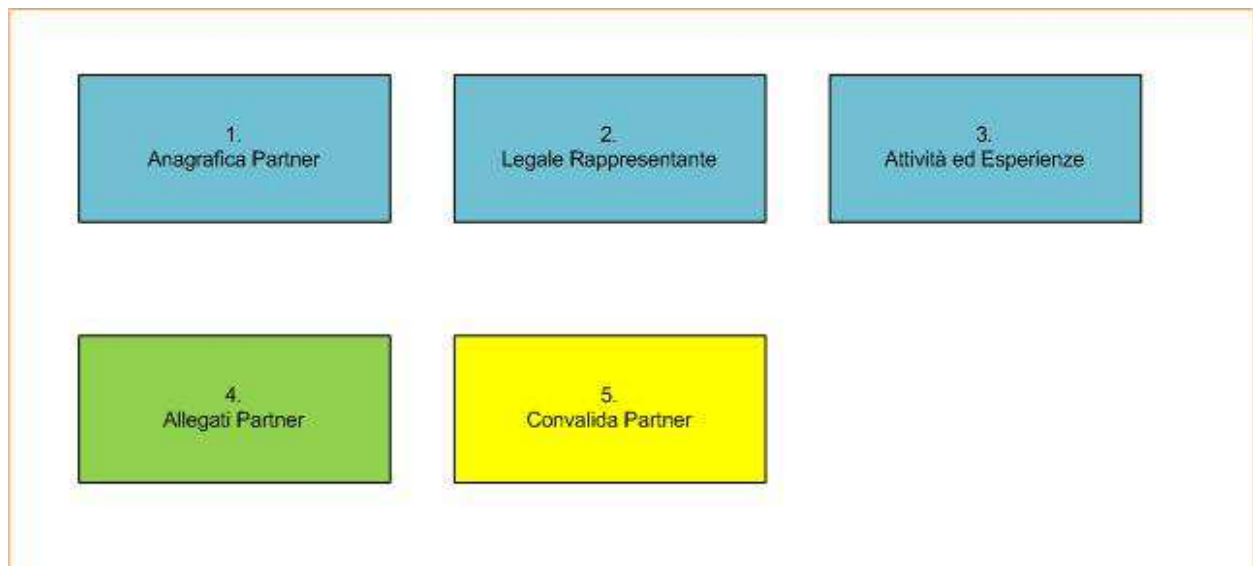 1.
Anagrafica Partner
2.
Legale Rappresentante
3.
Attività ed Esperienze
4.
Allegati Partner
5.
Convalida Partner